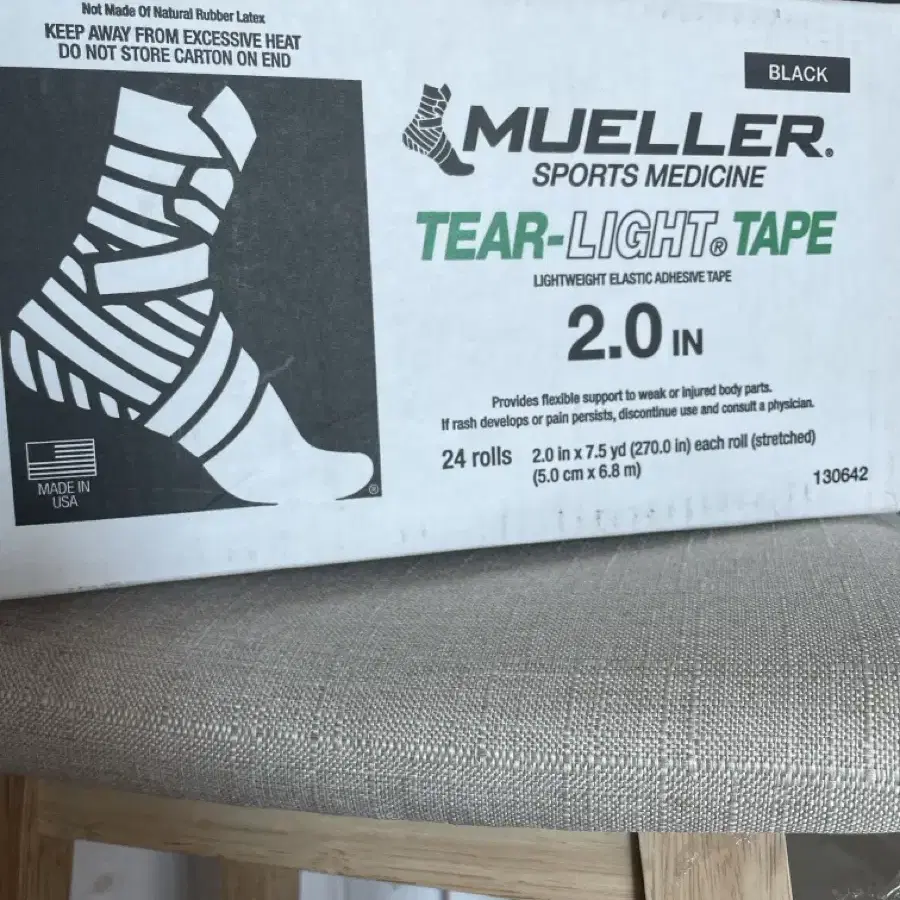 Not Made Of Natural Rubber Latex
KEEP AWAY FROM EXCESSIVE HEAT
DO NOT STORE CARTON ON END
BLACK
MUELLER®
SPORTS MEDICINE
TEAR-LIGHT® TAPE
LIGHTWEIGHT ELASTIC ADHESIVE TAPE
2.0 IN
Provides flexible support to weak or injured body parts.
If rash develops or pain persists, discontinue use and consult a physician.
24 rolls 2.0 in x 7.5 yd (270.0 in) each roll (stretched)
(5.0 cm x 6.8 m)
130642
MADE IN
USA
®